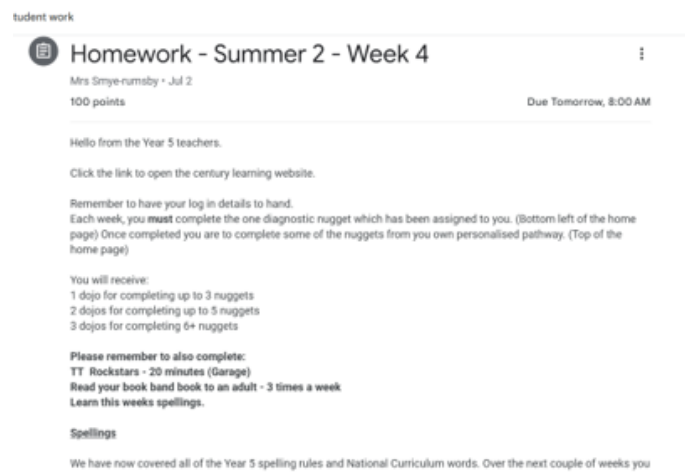 tudent work
Homework - Summer 2 - Week 4
Mrs Smye-rumsby • Jul 2
100 points
Due Tomorrow, 8:00 AM
Hello from the Year 5 teachers.
Click the link to open the century learning website.
Remember to have your log in details to hand.
Each week, you must complete the one diagnostic nugget which has been assigned to you. (Bottom left of the home
page) Once completed you are to complete some of the nuggets from you own personalised pathway. (Top of the
home page)
You will receive:
1 dojo for completing up to 3 nuggets
2 dojos for completing up to 5 nuggets
3 dojos for completing 6+ nuggets
Please remember to also complete:
TT Rockstars - 20 minutes (Garage)
Read your book band book to an adult - 3 times a week
Learn this weeks spellings.
Spellings
We have now covered all of the Year 5 spelling rules and National Curriculum words. Over the next couple of weeks you